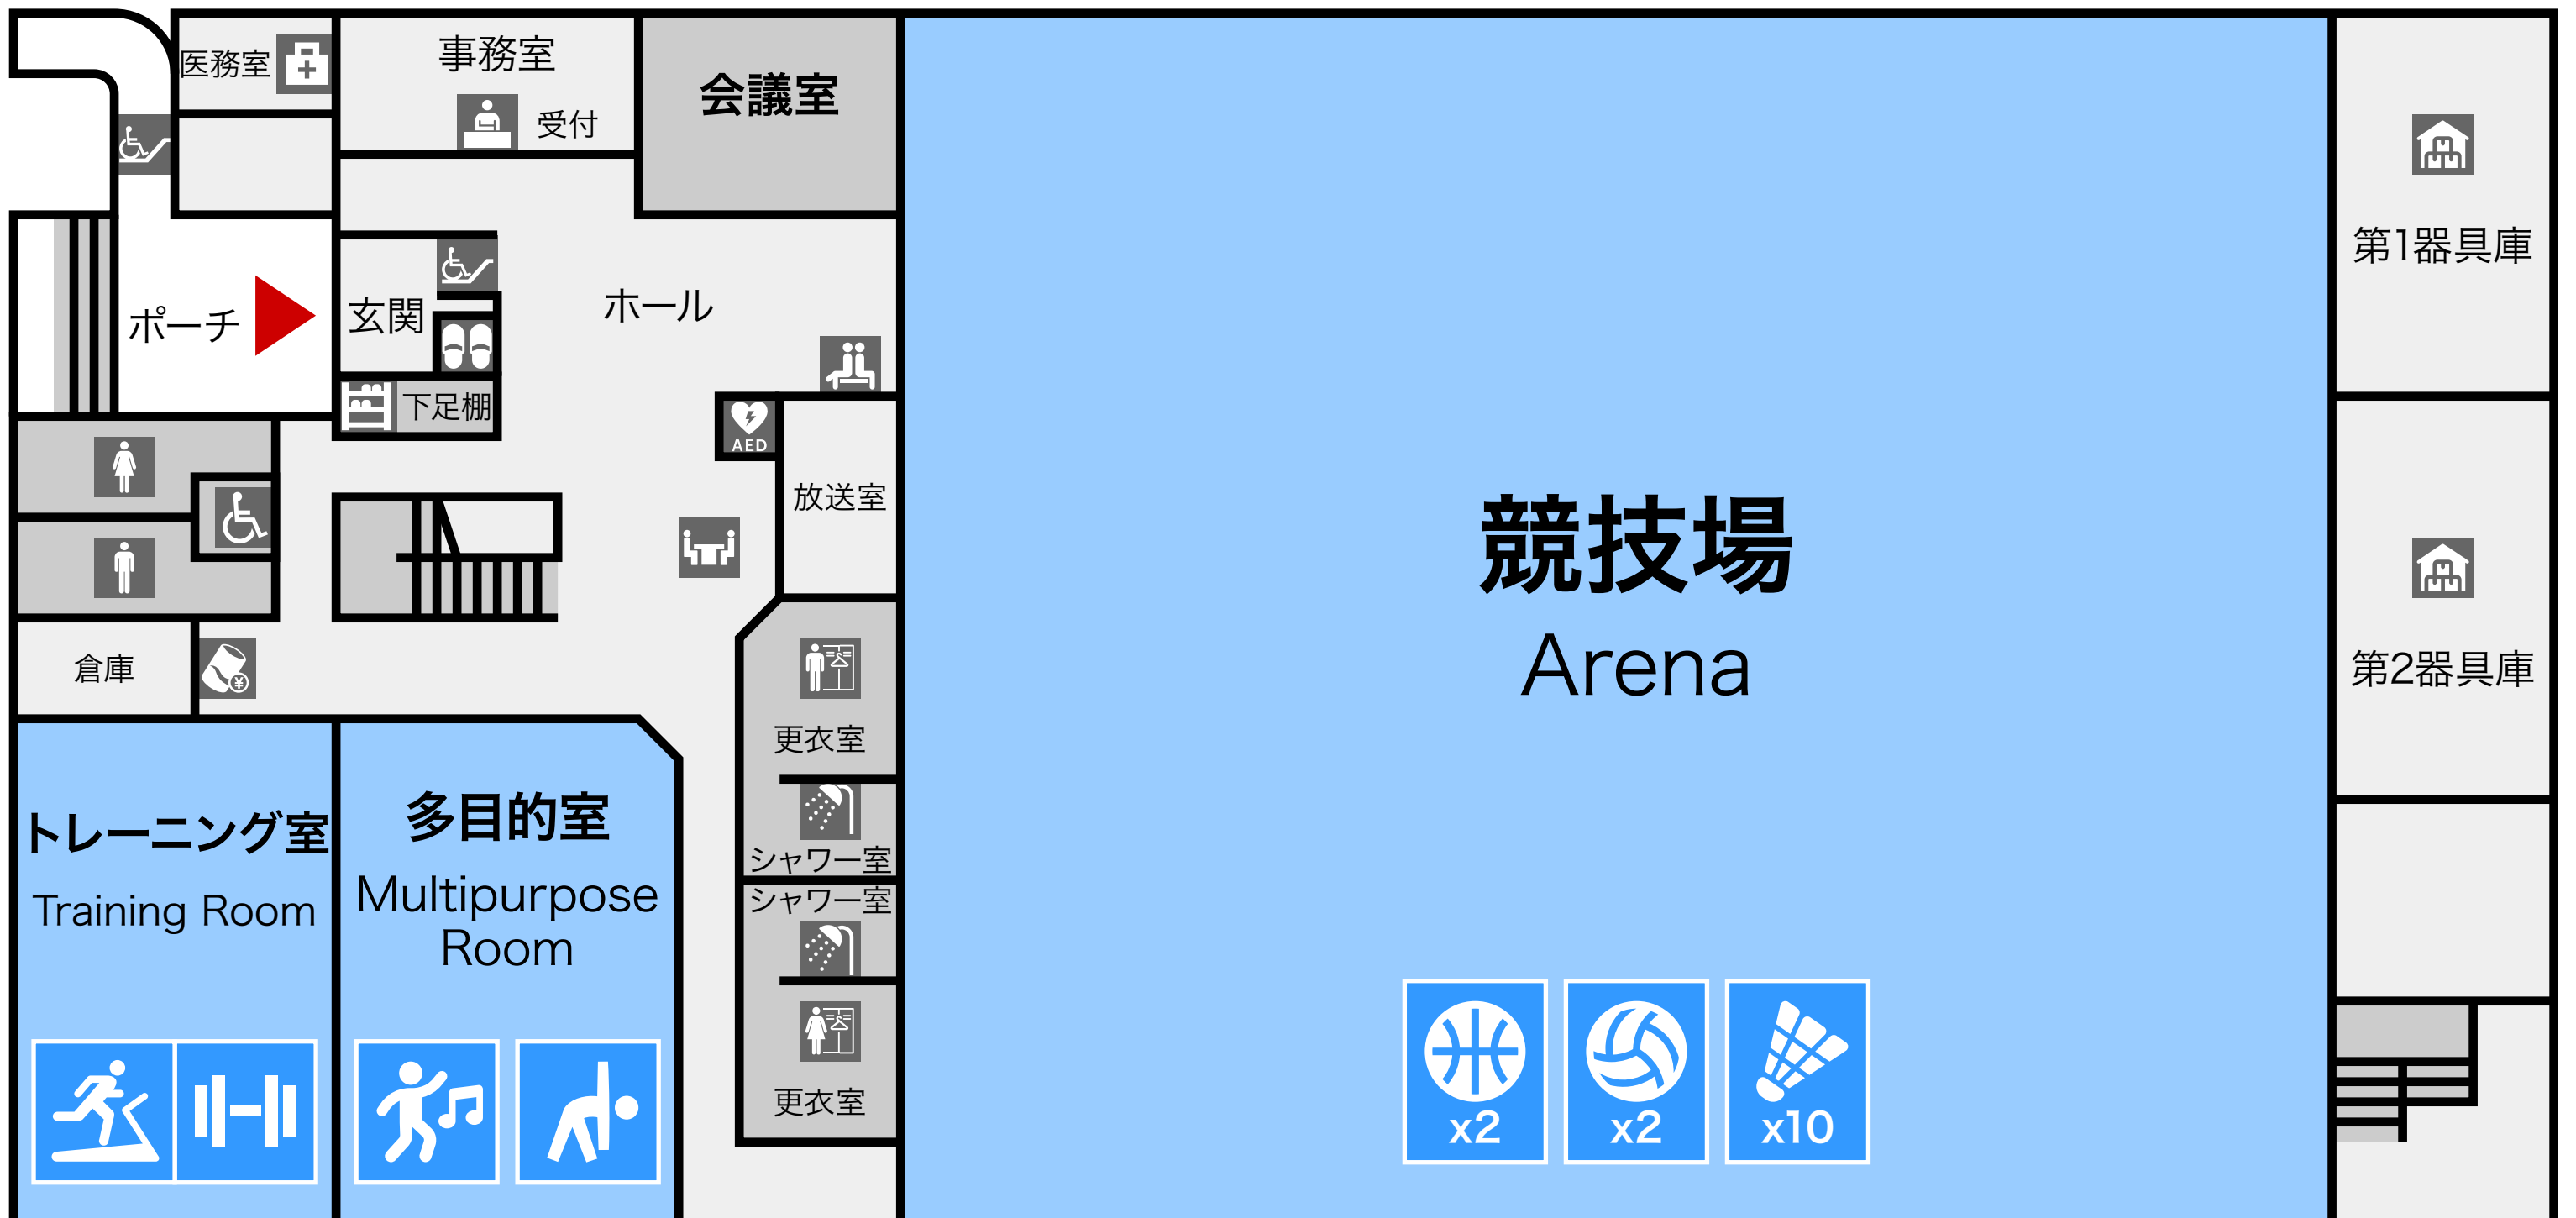 医務室
事務室
受付
会議室
第1器具庫
ポーチ
玄関
ホール
下足棚
AED
放送室
競技場
Arena
第2器具庫
倉庫
更衣室
シャワー室
シャワー室
更衣室
トレーニング室
Training Room
多目的室
Multipurpose
Room
x2
x2
x10